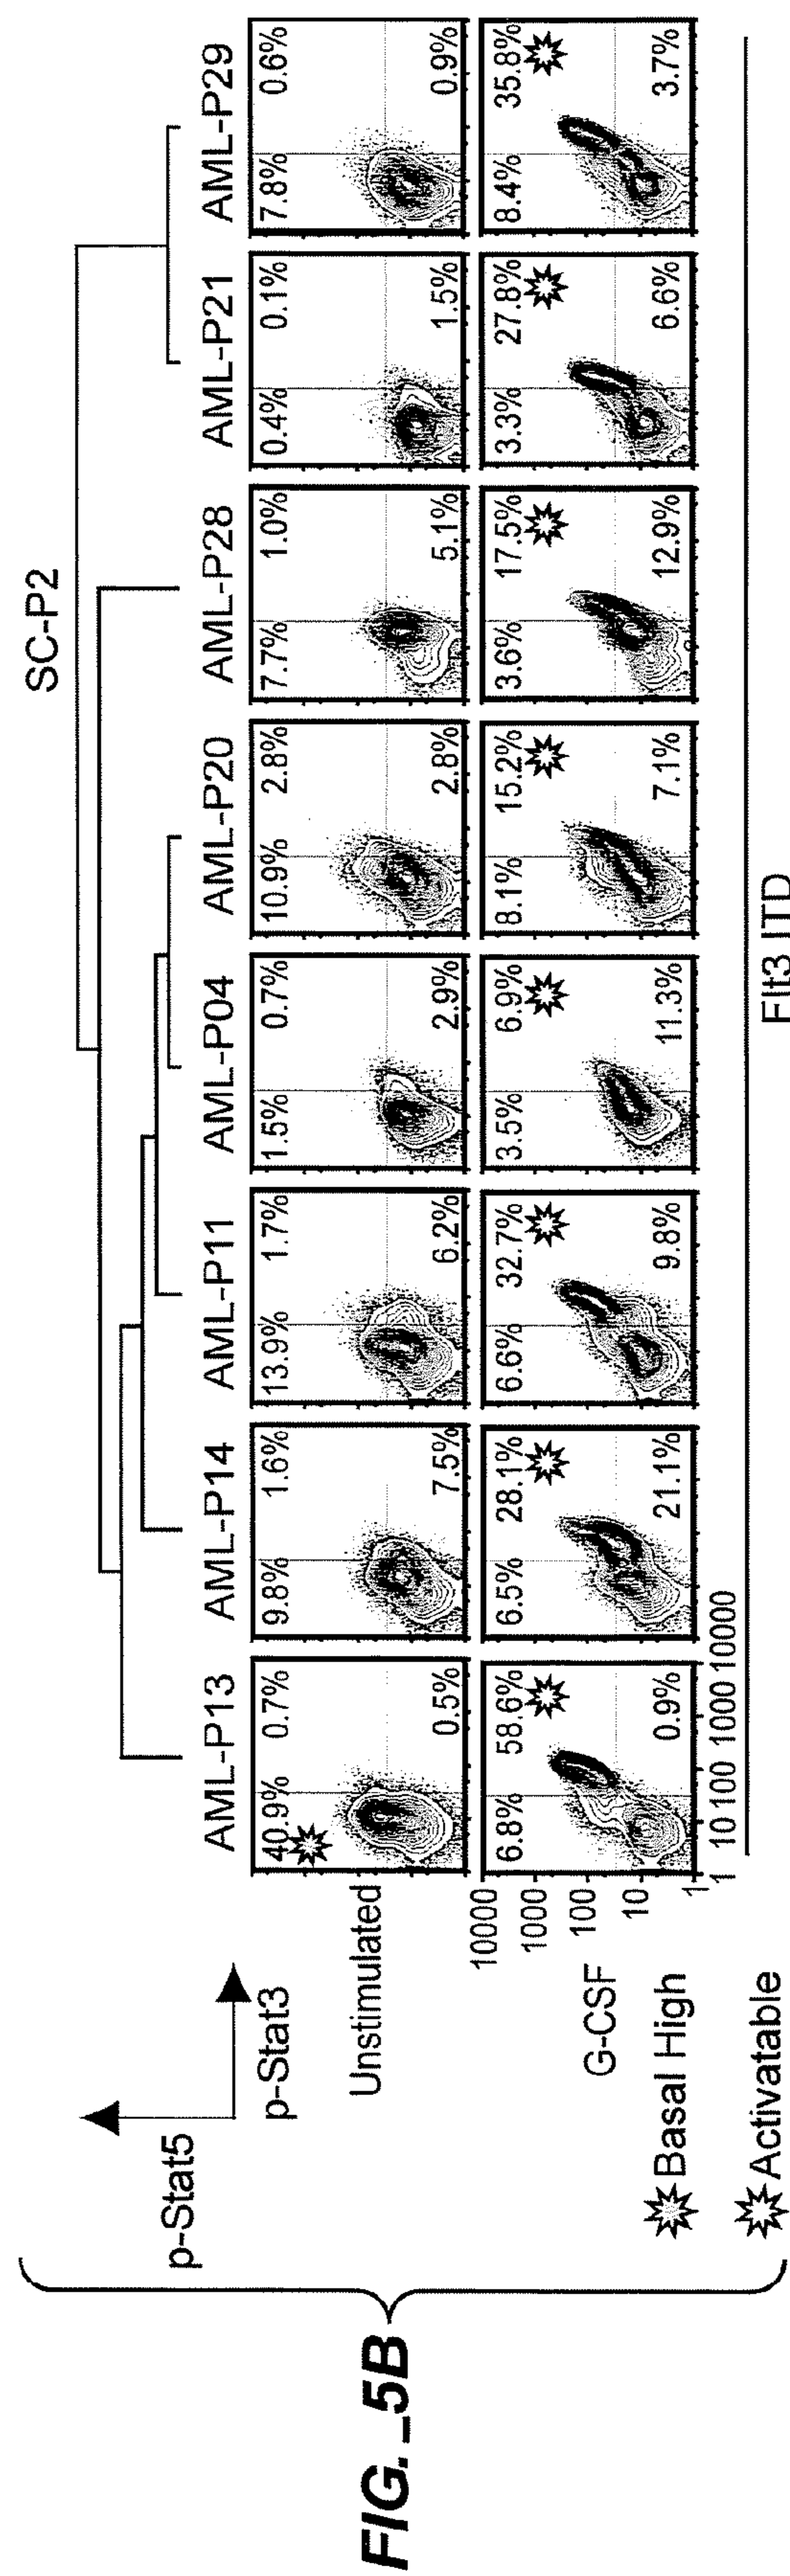 FIG._5B
SC-P2
AML-P13 AML-P14 AML-P11 AML-P04 AML-P20 AML-P28 AML-P21 AML-P29
p-Stat5
p-Stat3
Unstimulated
40.9% 0.7% 9.8% 1.6% 13.9% 1.7% 1.5% 0.7% 10.9% 2.8% 7.7% 1.0% 0.4% 0.1% 7.8% 0.6%
0.5% 7.5% 6.2% 2.9% 2.8% 5.1% 1.5% 0.9%
G-CSF
10000
1000
100
10
1
6.8% 58.6% 6.5% 28.1% 6.6% 32.7% 3.5% 6.9% 8.1% 15.2% 3.6% 17.5% 3.3% 27.8% 8.4% 35.8%
0.9% 21.1% 9.8% 11.3% 7.1% 12.9% 6.6% 3.7%
1 10 100 1000 10000
Basal High
Activatable
Flt3 ITD